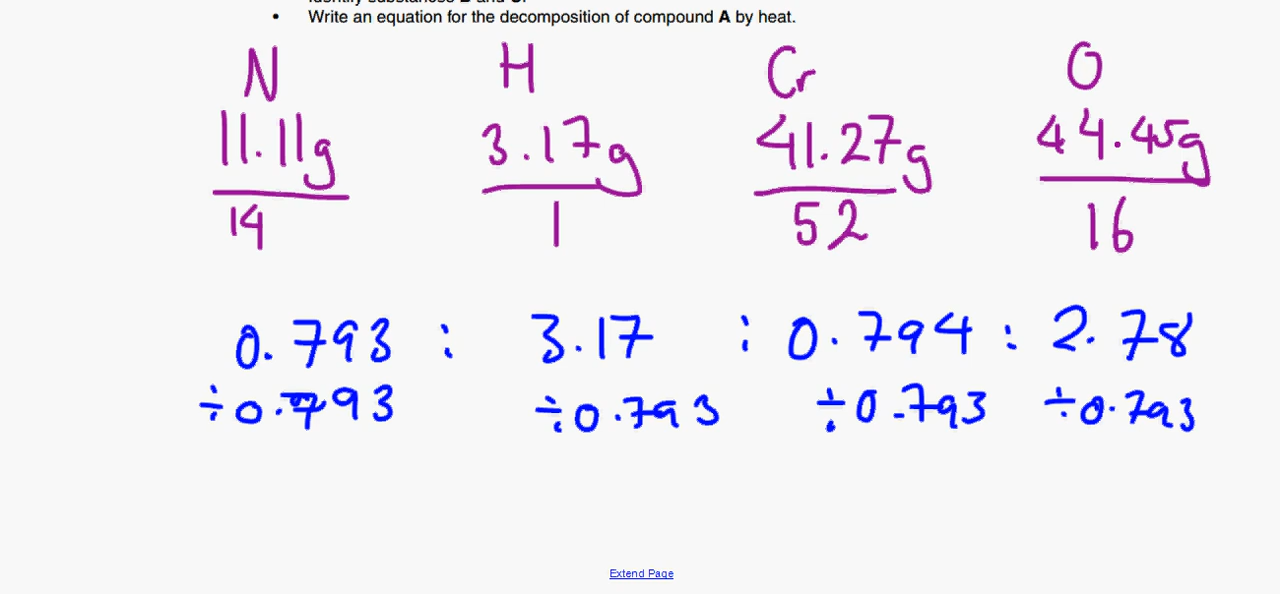 • Write an equation for the decomposition of compound A by heat.
N H Cr O
11.11g 3.17g 41.27g 44.45g
14 1 52 16
0.793 : 3.17 : 0.794 : 2.78
÷0.793 ÷0.793 ÷0.793 ÷0.793
Extend Page